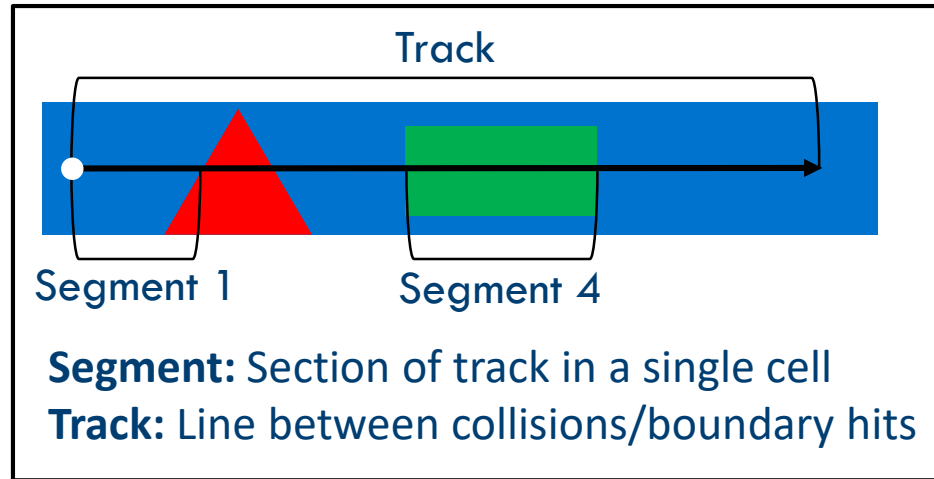 Track
Segment 1
Segment 4
Segment: Section of track in a single cell
Track: Line between collisions/boundary hits